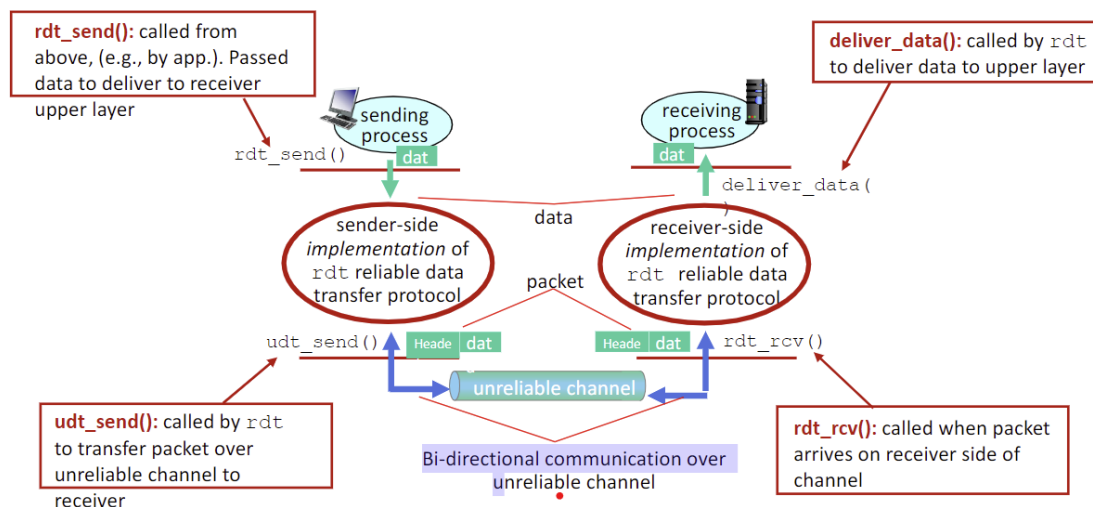 rdt_send(): called from
above, (e.g., by app.). Passed
data to deliver to receiver
upper layer
deliver_data(): called by rdt
to deliver data to upper layer
sending
process
receiving
process
rdt_send()
dat
dat
deliver_data(
)
data
sender-side
implementation of
rdt reliable data
transfer protocol
receiver-side
implementation of
rdt reliable data
transfer protocol
packet
udt_send()
Heade
dat
Heade
dat
rdt_rcv()
unreliable channel
udt_send(): called by rdt
to transfer packet over
unreliable channel to
receiver
Bi-directional communication over
unreliable channel
rdt_rcv(): called when packet
arrives on receiver side of
channel